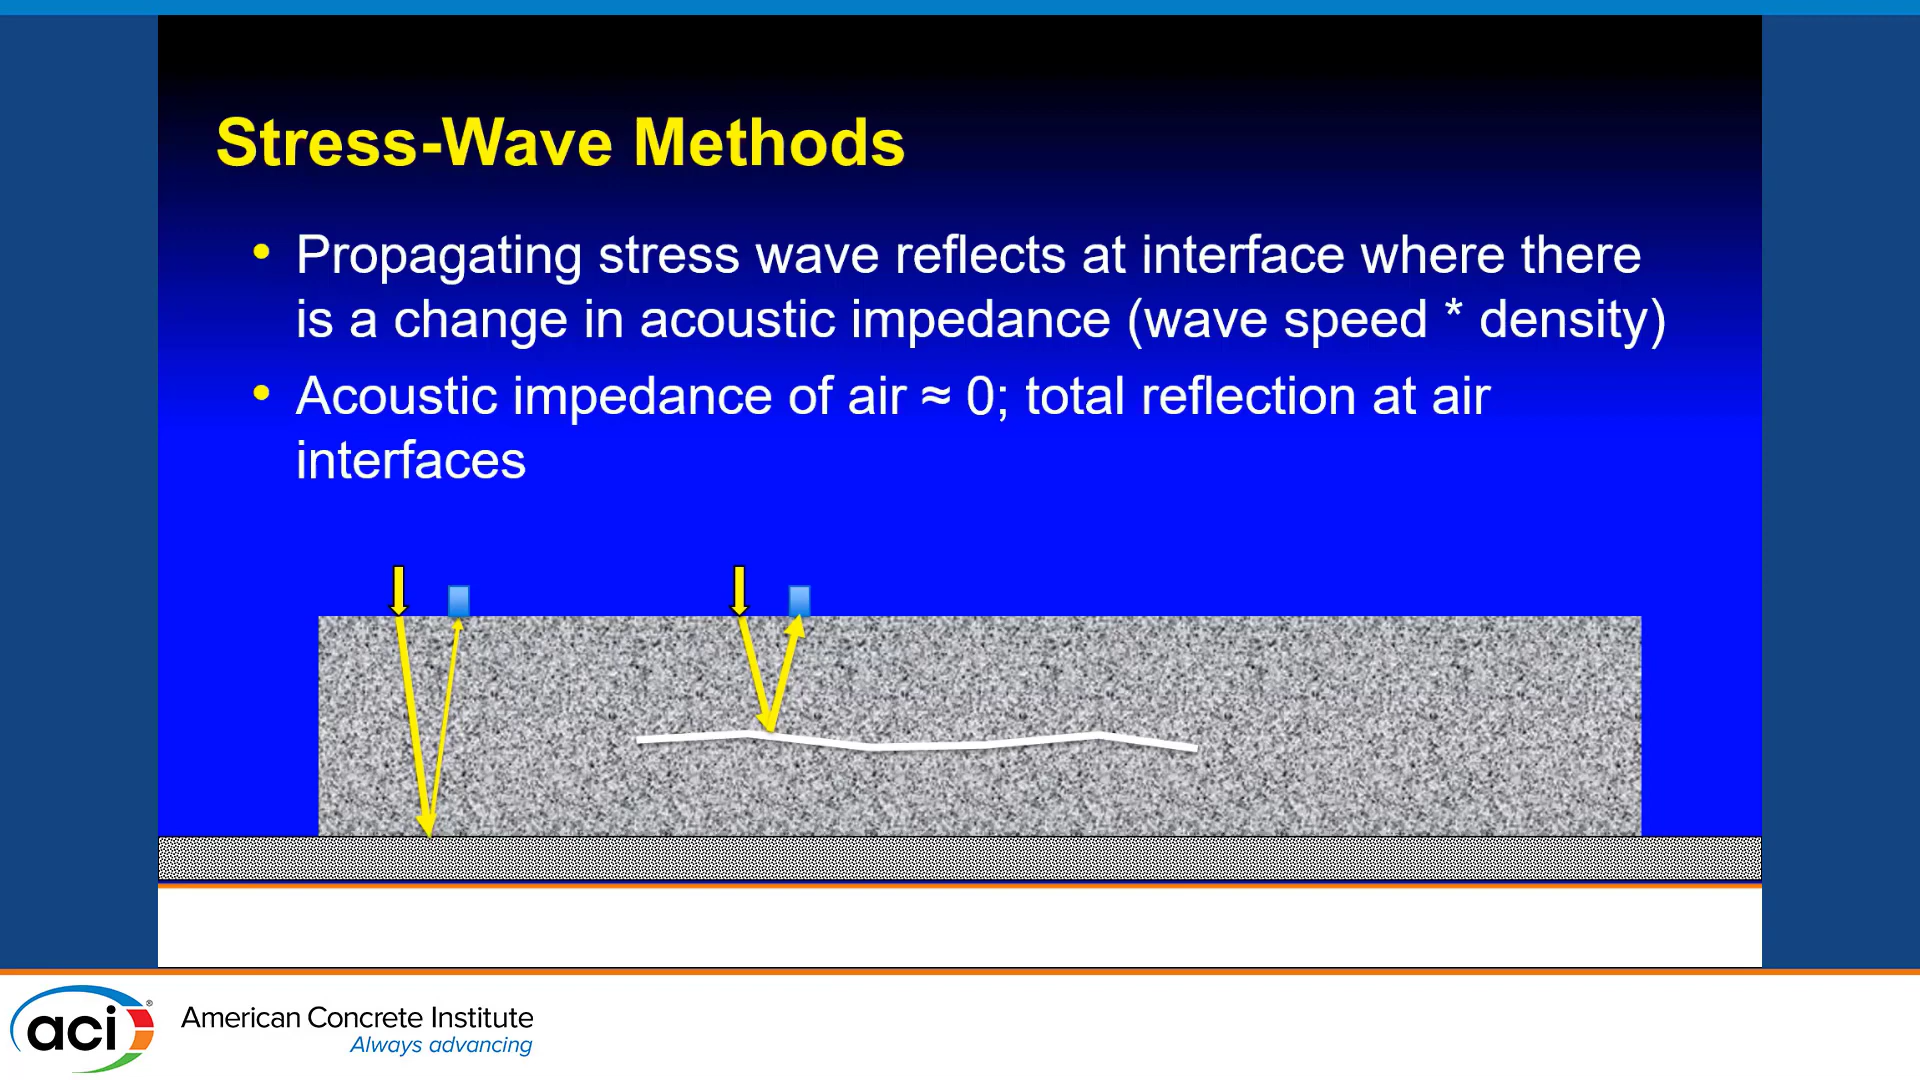 Stress-Wave Methods
• Propagating stress wave reflects at interface where there
is a change in acoustic impedance (wave speed * density)
• Acoustic impedance of air ≈ 0; total reflection at air
interfaces
aci®
American Concrete Institute
Always advancing